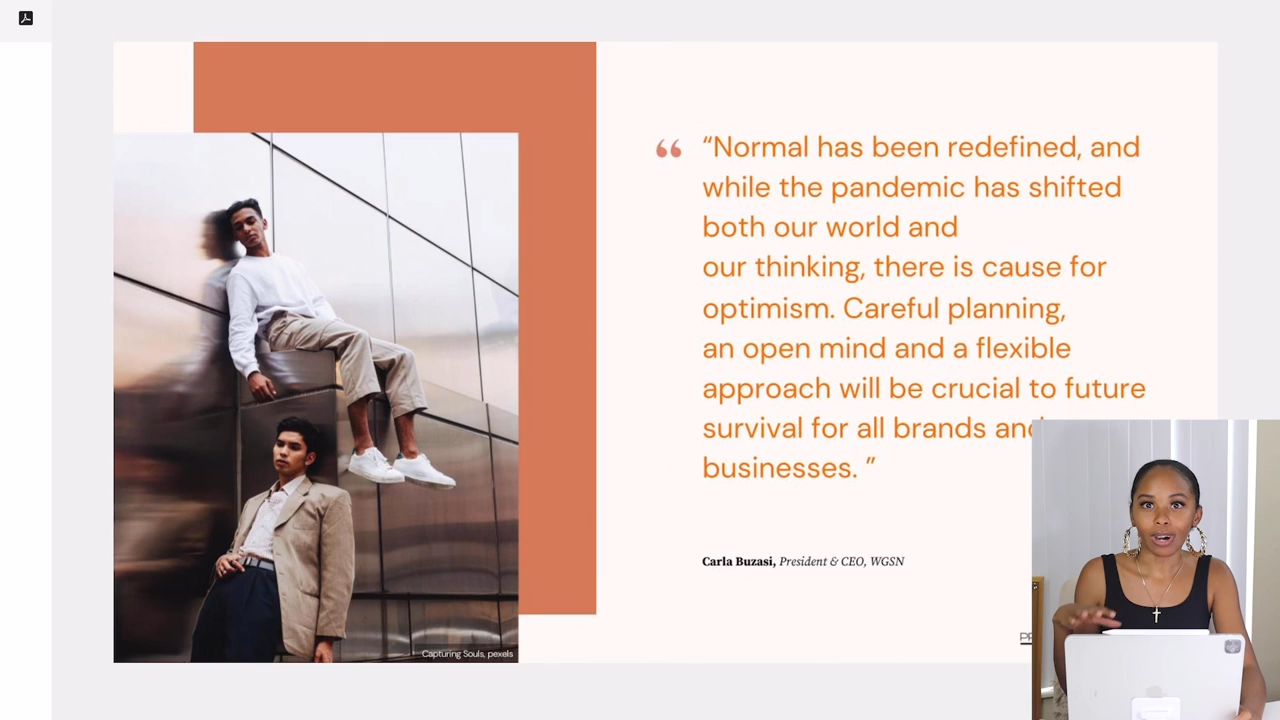 “Normal has been redefined, and
while the pandemic has shifted
both our world and
our thinking, there is cause for
optimism. Careful planning,
an open mind and a flexible
approach will be crucial to future
survival for all brands and
businesses. ”
Carla Buzasi, President & CEO, WGSN
Capturing Souls, pexels